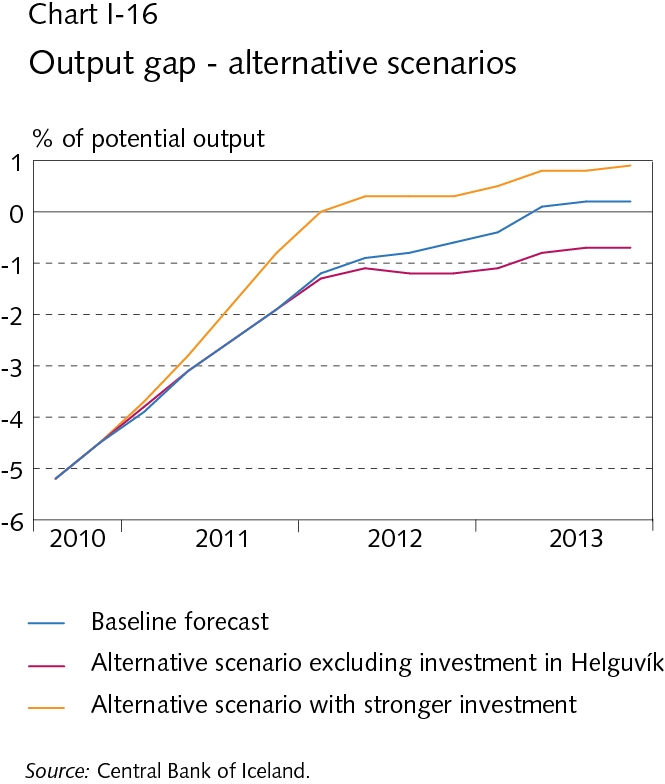 Chart I-16
Output gap - alternative scenarios
% of potential output
1
0
-1
-2
-3
-4
-5
-6
2010 2011 2012 2013
Baseline forecast
Alternative scenario excluding investment in Helguvík
Alternative scenario with stronger investment
Source: Central Bank of Iceland.